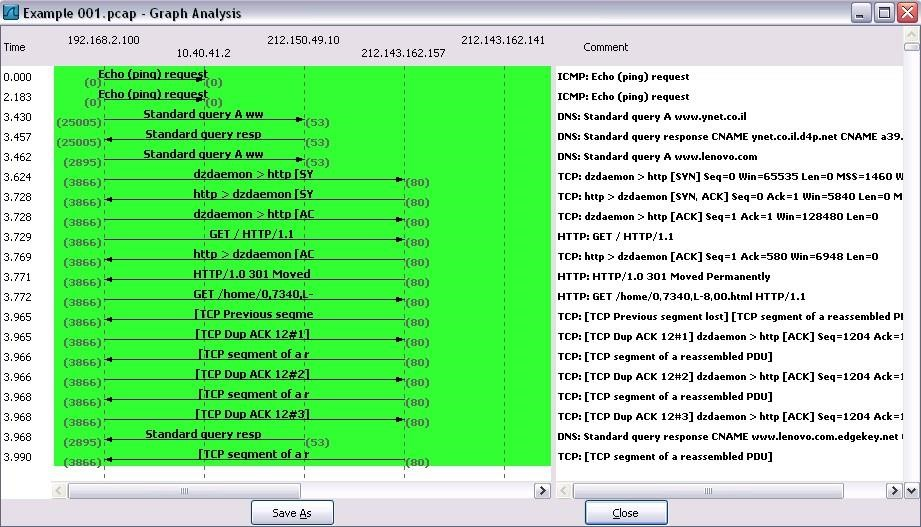 Example 001.pcap - Graph Analysis
Time 192.168.2.100 10.40.41.2 212.150.49.10 212.143.162.157 212.143.162.141 Comment
0.000 Echo (ping) request (0) (0) ICMP: Echo (ping) request
2.183 Echo (ping) request (0) (0) ICMP: Echo (ping) request
3.430 Standard query A ww (25005) (53) DNS: Standard query A www.ynet.co.il
3.457 Standard query resp (25005) (53) DNS: Standard query response CNAME ynet.co.il.d4p.net CNAME a39.
3.462 Standard query A ww (2895) (53) DNS: Standard query A www.lenovo.com
3.624 dzdaemon > http [SY (3866) (80) TCP: dzdaemon > http [SYN] Seq=0 Win=65535 Len=0 MSS=1460 W
3.728 http > dzdaemon [SY (3866) (80) TCP: http > dzdaemon [SYN, ACK] Seq=0 Ack=1 Win=5840 Len=0 M
3.728 dzdaemon > http [AC (3866) (80) TCP: dzdaemon > http [ACK] Seq=1 Ack=1 Win=128480 Len=0
3.729 GET / HTTP/1.1 (3866) (80) HTTP: GET / HTTP/1.1
3.769 http > dzdaemon [AC (3866) (80) TCP: http > dzdaemon [ACK] Seq=1 Ack=580 Win=6948 Len=0
3.771 HTTP/1.0 301 Moved (3866) (80) HTTP: HTTP/1.0 301 Moved Permanently
3.772 GET /home/0,7340,L- (3866) (80) HTTP: GET /home/0,7340,L-8,00.html HTTP/1.1
3.965 [TCP Previous segme (3866) (80) TCP: [TCP Previous segment lost] [TCP segment of a reassembled P
3.965 [TCP Dup ACK 12#1] (3866) (80) TCP: [TCP Dup ACK 12#1] dzdaemon > http [ACK] Seq=1204 Ack=1
3.966 [TCP segment of a r (3866) (80) TCP: [TCP segment of a reassembled PDU]
3.966 [TCP Dup ACK 12#2] (3866) (80) TCP: [TCP Dup ACK 12#2] dzdaemon > http [ACK] Seq=1204 Ack=1
3.968 [TCP segment of a r (3866) (80) TCP: [TCP segment of a reassembled PDU]
3.968 [TCP Dup ACK 12#3] (3866) (80) TCP: [TCP Dup ACK 12#3] dzdaemon > http [ACK] Seq=1204 Ack=1
3.968 Standard query resp (2895) (53) DNS: Standard query response CNAME www.lenovo.com.edgekey.net
3.990 [TCP segment of a r (3866) (80) TCP: [TCP segment of a reassembled PDU]
Save As Close